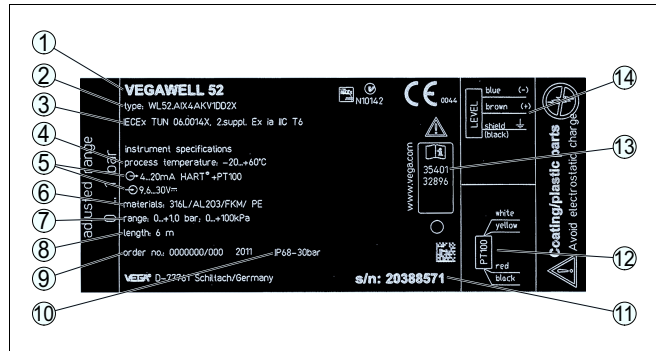 1
2
3
4
5
6
7
8
9
10
11
12
13
14
VEGAWELL 52
type: WL52.AIX4AKV1DD2X
IECEx TUN 06.0014X, 2.suppl. Ex ia IIC T6
instrument specifications
process temperature: -20...+60°C
4...20mA HART®+PT100
9.6...30V
materials: 316L/AL203/FKM/ PE
range: 0...+1.0 bar; 0...+100kPa
length: 6 m
order no.: 0000000/000 2011 IP68-30bar
VEGA D-77761 Schiltach/Germany
s/n: 20388571
adjusted range
bar
N10142
CE 0044
www.vega.com
35401
32896
LEVEL
blue (-)
brown (+)
shield
(black)
PT100
white
yellow
red
black
Coating/plastic parts
Avoid electrostatic charge